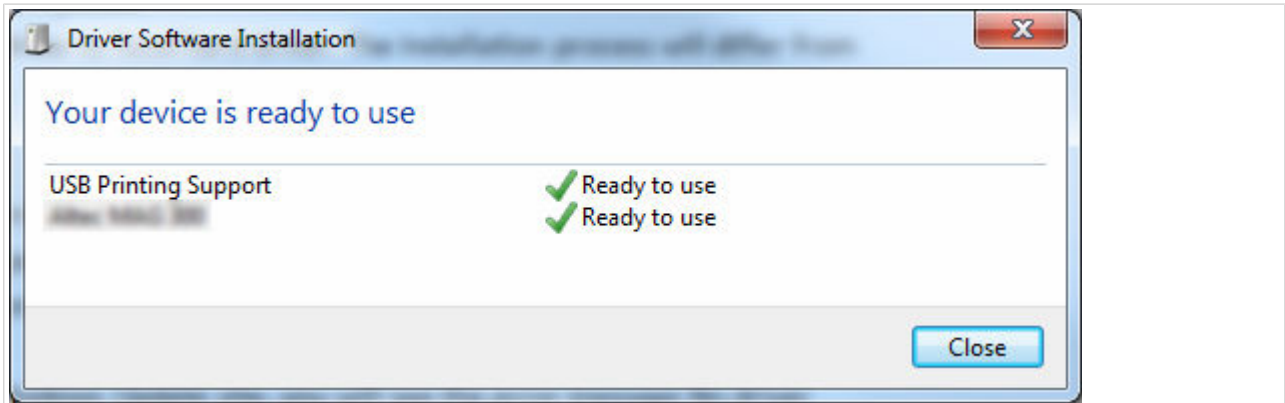 Driver Software Installation
Your device is ready to use
USB Printing Support Ready to use
Ready to use
Close